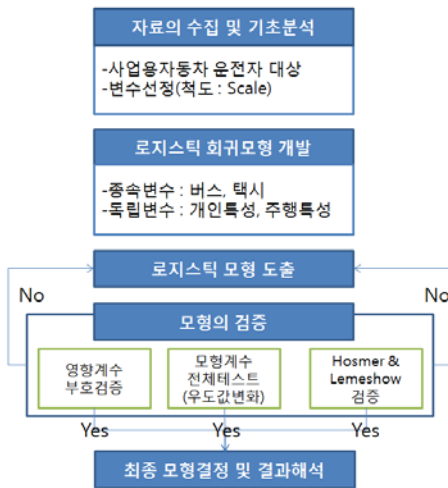 자료의 수집 및 기초분석
-사업용자동차 운전자 대상
-변수선정(척도 : Scale)
로지스틱 회귀모형 개발
-종속변수 : 버스, 택시
-독립변수 : 개인특성, 주행특성
로지스틱 모형 도출
No
No
모형의 검증
영향계수
부호검증
모형계수
전체테스트
(우도값변화)
Hosmer &
Lemeshow
검증
Yes
Yes
Yes
최종 모형결정 및 결과해석